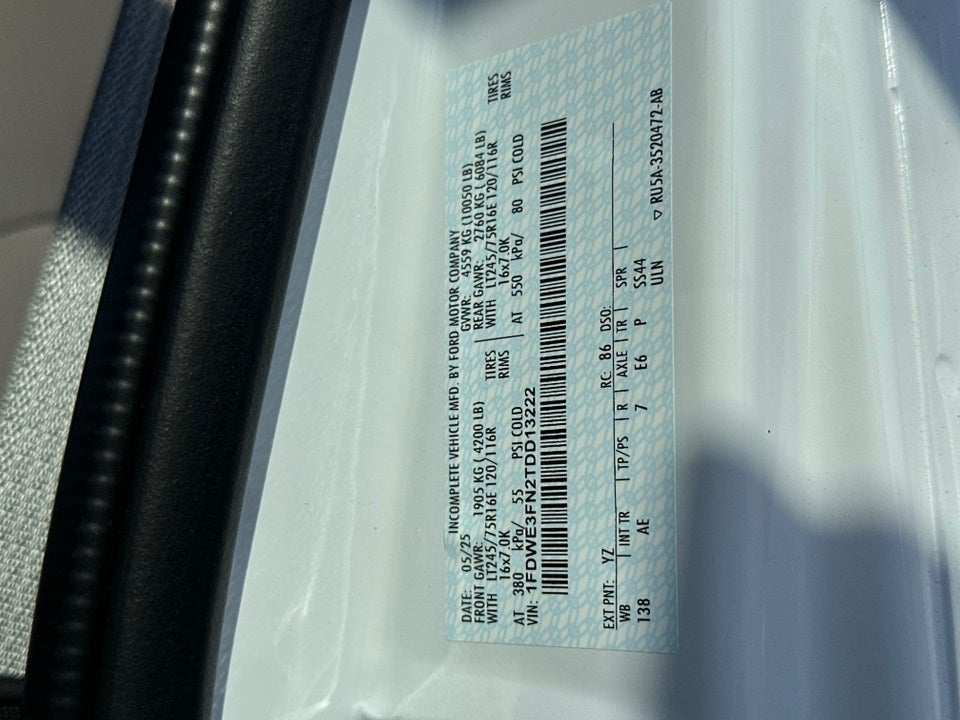 INCOMPLETE VEHICLE MFD. BY FORD MOTOR COMPANY
DATE: 05/25 GVWR: 4559 KG (10050 LB)
FRONT GAWR: 1905 KG / 4200 LB) REAR GAWR: 2760 KG ( 6084 LB)
WITH LT245/75R16E 120/116R TIRES WITH LT245/75R16E 120/116R TIRES
16x7.0K RIMS 16x7.0K RIMS
AT 380 kPa/ 55 PSI COLD AT 550 kPa/ 80 PSI COLD
VIN: 1FDWE3FN2TDD13222
EXT PNT: YZ RC: 86 DSO:
WB INT TR TP/PS R AXLE TR SPR
138 AE 7 E6 P SS44
ULN ▽ RU5A-3520472-AB